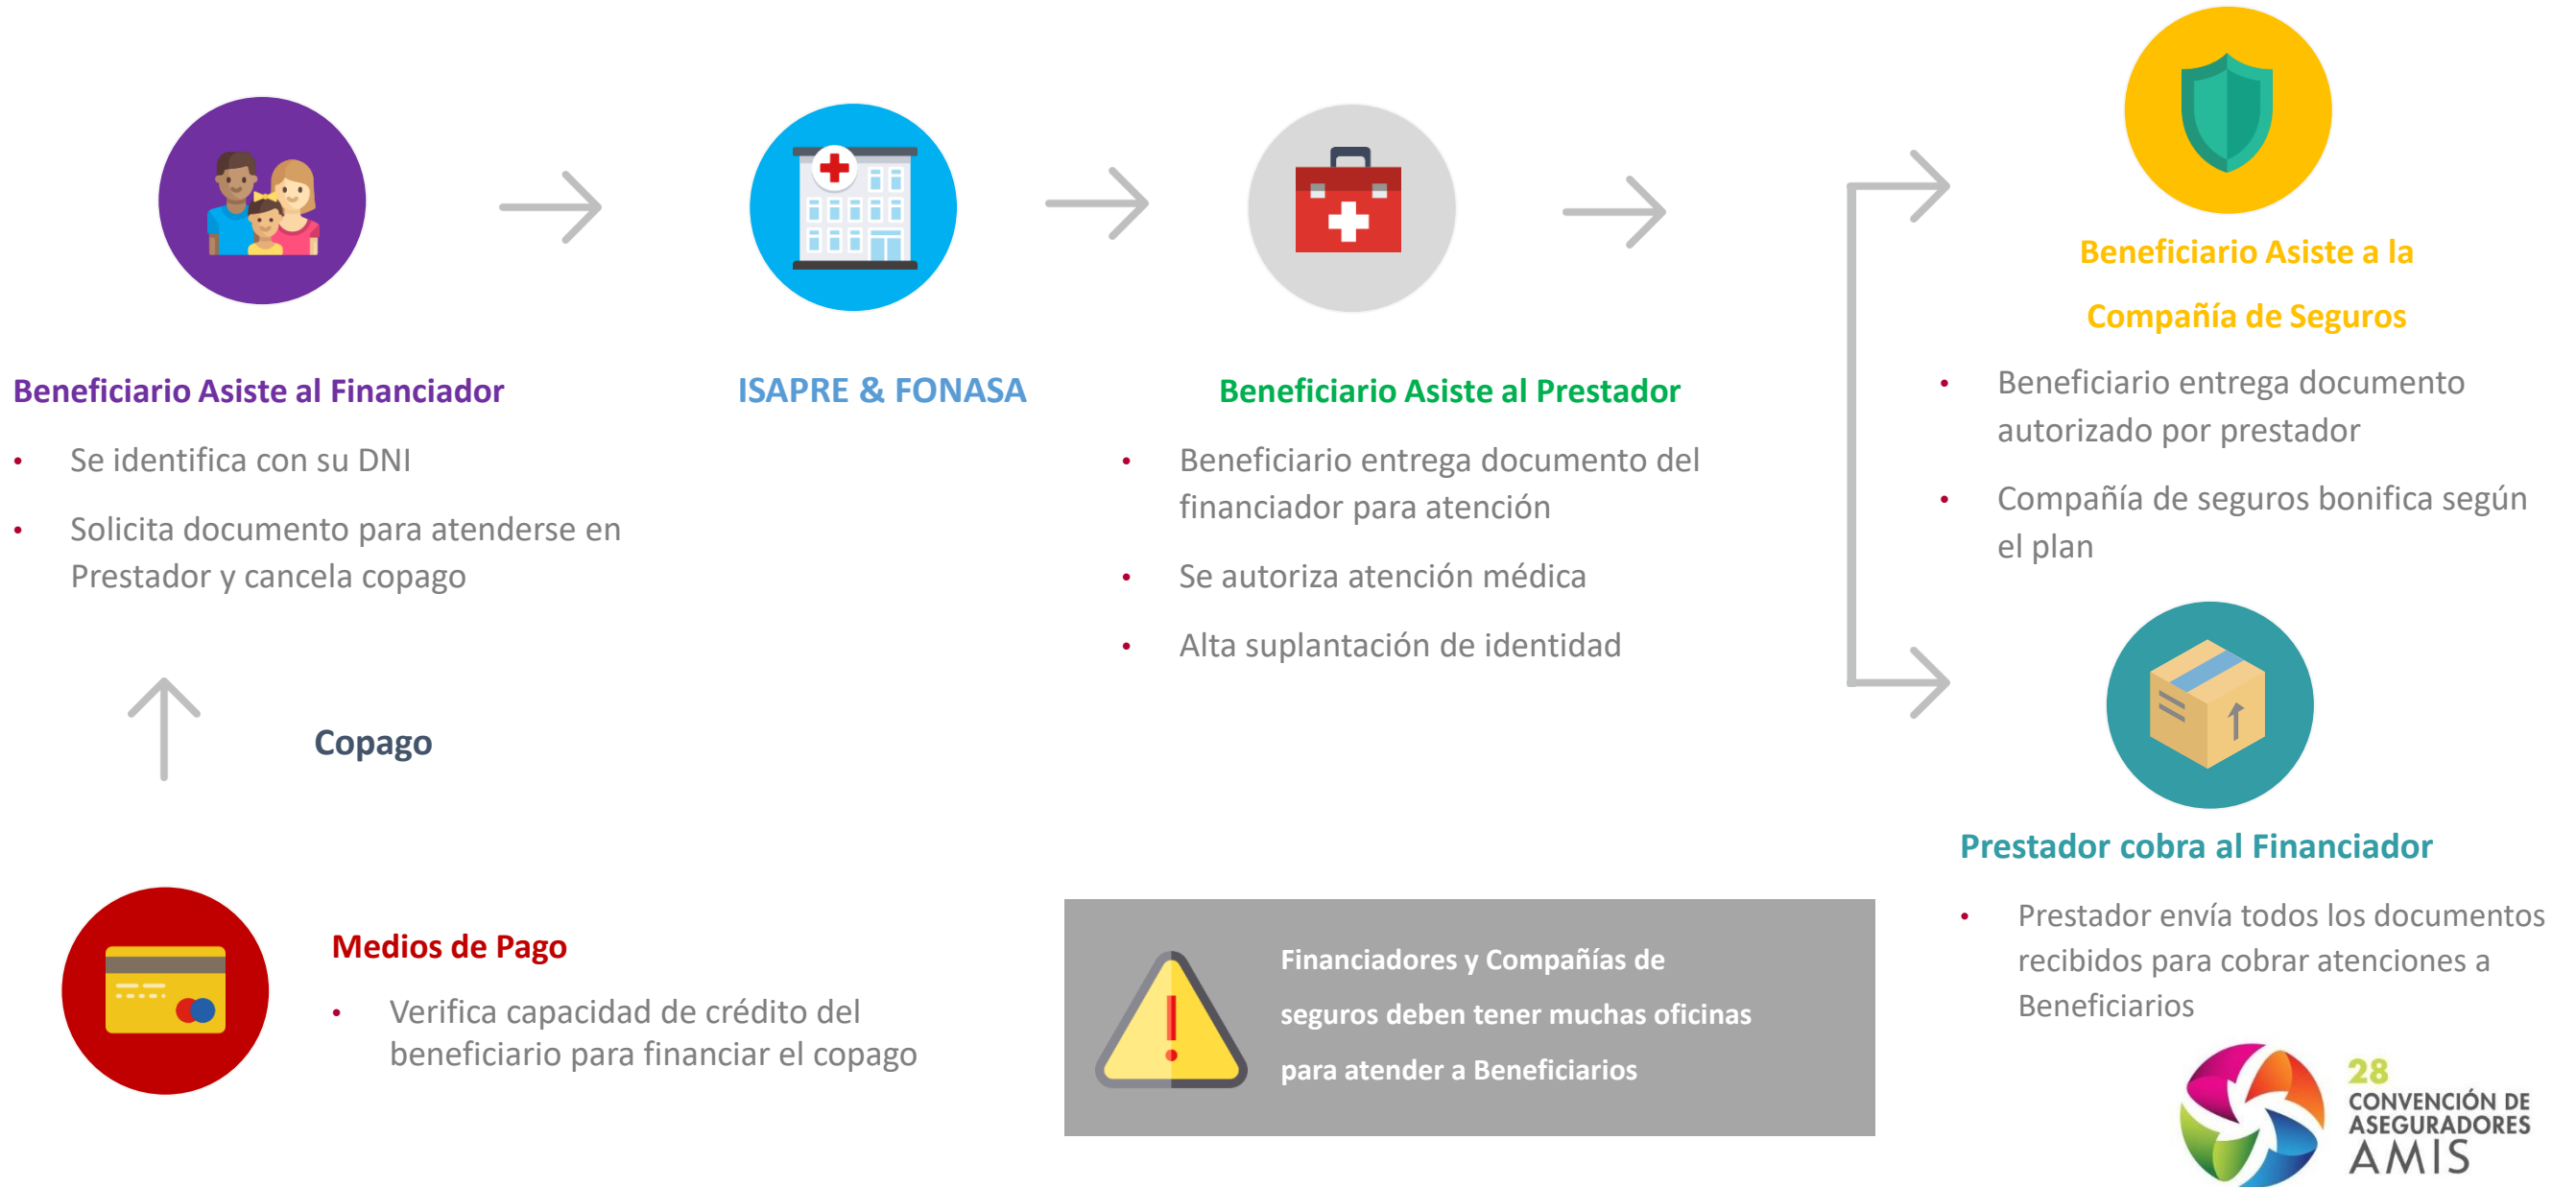 Beneficiario Asiste al Financiador
• Se identifica con su DNI
• Solicita documento para atenderse en
Prestador y cancela copago
Copago
Medios de Pago
• Verifica capacidad de crédito del
beneficiario para financiar el copago
ISAPRE & FONASA
Beneficiario Asiste al Prestador
• Beneficiario entrega documento del
financiador para atención
• Se autoriza atención médica
• Alta suplantación de identidad
Financiadores y Compañías de
seguros deben tener muchas oficinas
para atender a Beneficiarios
Beneficiario Asiste a la
Compañía de Seguros
• Beneficiario entrega documento
autorizado por prestador
• Compañía de seguros bonifica según
el plan
Prestador cobra al Financiador
• Prestador envía todos los documentos
recibidos para cobrar atenciones a
Beneficiarios
28
CONVENCIÓN DE
ASEGURADORES
AMIS